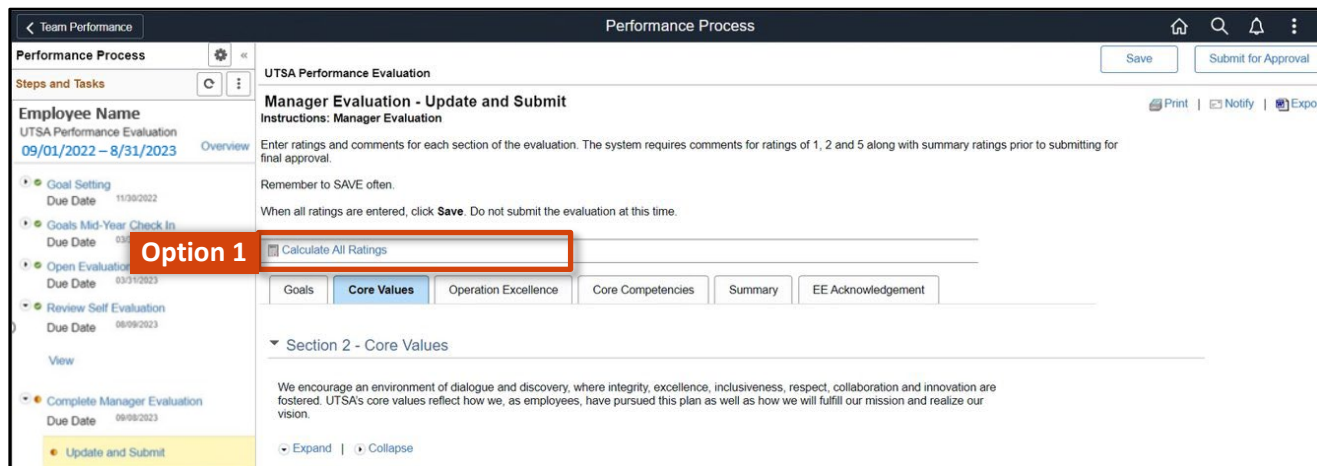 Team Performance
Performance Process
Performance Process
Steps and Tasks
Employee Name
UTSA Performance Evaluation
09/01/2022 – 8/31/2023
Overview
Goal Setting
Due Date 11/30/2022
Goals Mid-Year Check In
Due Date
Open Evaluation
Due Date 03/31/2023
Review Self Evaluation
Due Date 08/09/2023
View
Complete Manager Evaluation
Due Date 09/08/2023
Update and Submit
Save
Submit for Approval
UTSA Performance Evaluation
Manager Evaluation - Update and Submit
Print | Notify | Expo
Instructions: Manager Evaluation
Enter ratings and comments for each section of the evaluation. The system requires comments for ratings of 1, 2 and 5 along with summary ratings prior to submitting for
final approval.
Remember to SAVE often.
When all ratings are entered, click Save. Do not submit the evaluation at this time.
Option 1
Calculate All Ratings
Goals
Core Values
Operation Excellence
Core Competencies
Summary
EE Acknowledgement
Section 2 - Core Values
We encourage an environment of dialogue and discovery, where integrity, excellence, inclusiveness, respect, collaboration and innovation are
fostered. UTSA's core values reflect how we, as employees, have pursued this plan as well as how we will fulfill our mission and realize our
vision.
Expand | Collapse